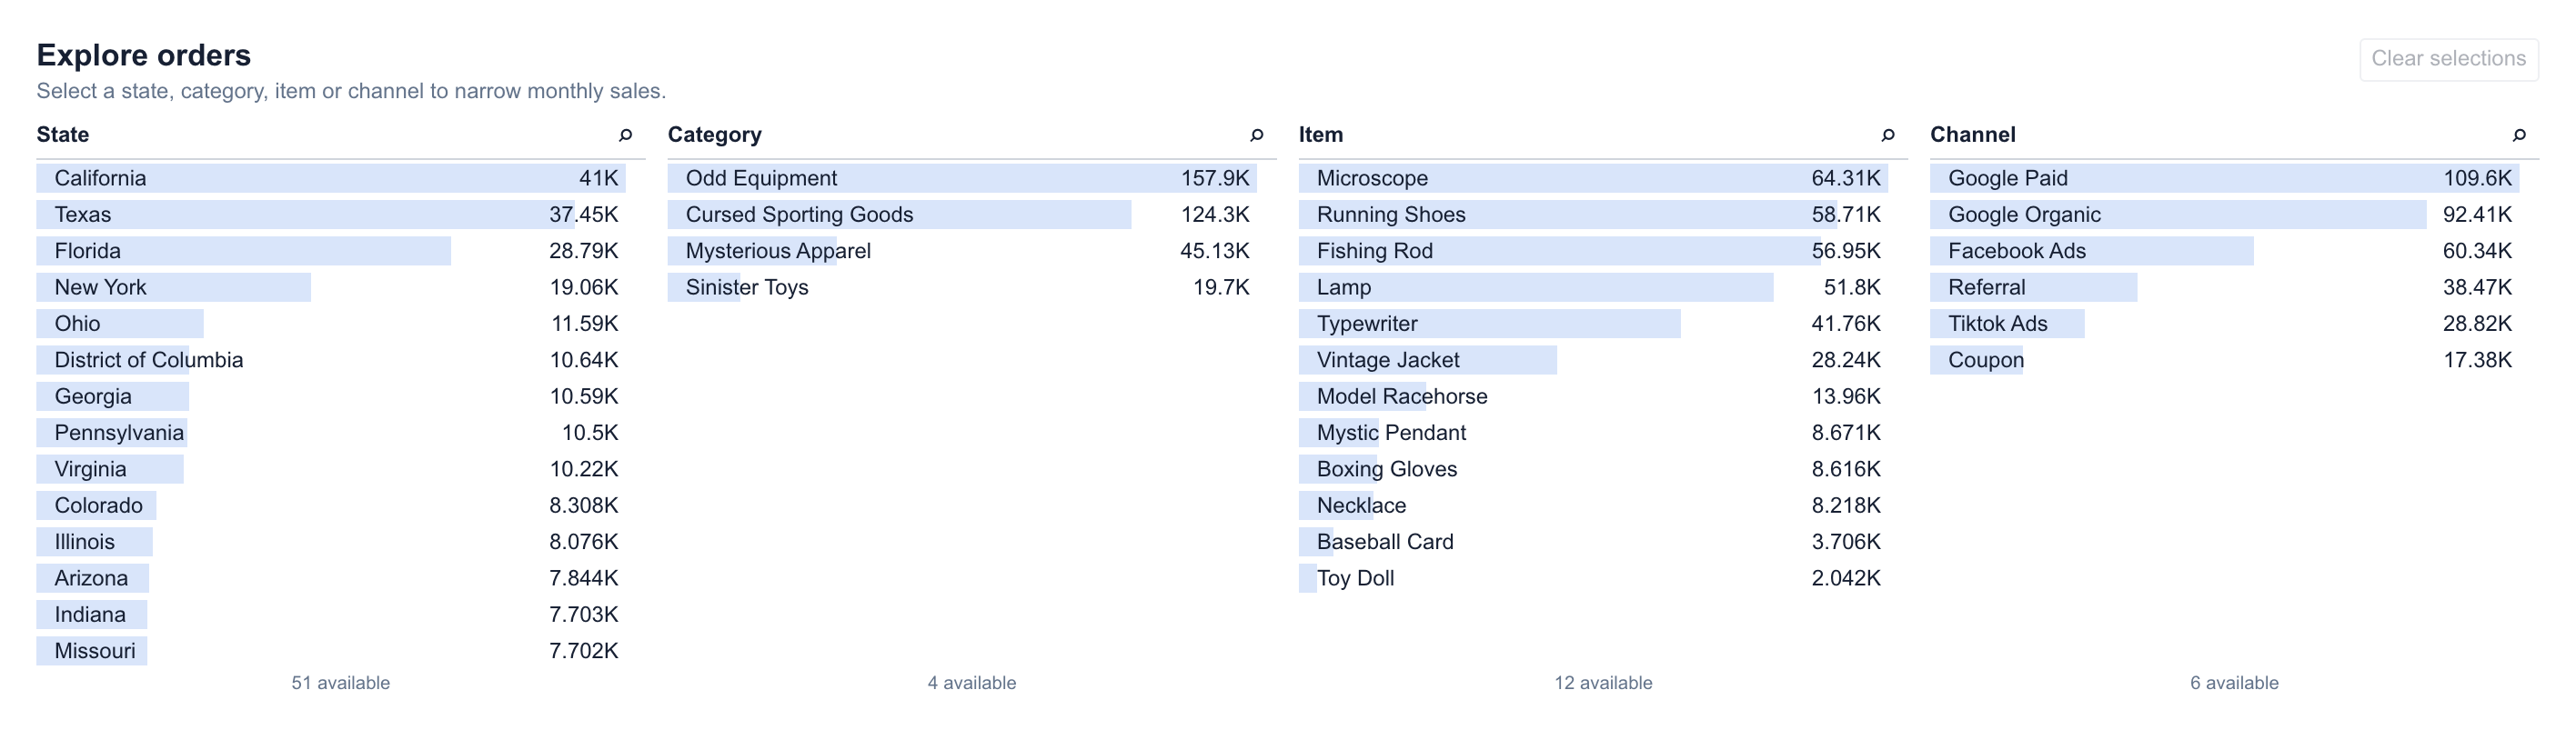 Explore orders
Clear selections
Select a state, category, item or channel to narrow monthly sales.
State
California 41K
Texas 37.45K
Florida 28.79K
New York 19.06K
Ohio 11.59K
District of Columbia 10.64K
Georgia 10.59K
Pennsylvania 10.5K
Virginia 10.22K
Colorado 8.308K
Illinois 8.076K
Arizona 7.844K
Indiana 7.703K
Missouri 7.702K
51 available
Category
Odd Equipment 157.9K
Cursed Sporting Goods 124.3K
Mysterious Apparel 45.13K
Sinister Toys 19.7K
4 available
Item
Microscope 64.31K
Running Shoes 58.71K
Fishing Rod 56.95K
Lamp 51.8K
Typewriter 41.76K
Vintage Jacket 28.24K
Model Racehorse 13.96K
Mystic Pendant 8.671K
Boxing Gloves 8.616K
Necklace 8.218K
Baseball Card 3.706K
Toy Doll 2.042K
12 available
Channel
Google Paid 109.6K
Google Organic 92.41K
Facebook Ads 60.34K
Referral 38.47K
Tiktok Ads 28.82K
Coupon 17.38K
6 available